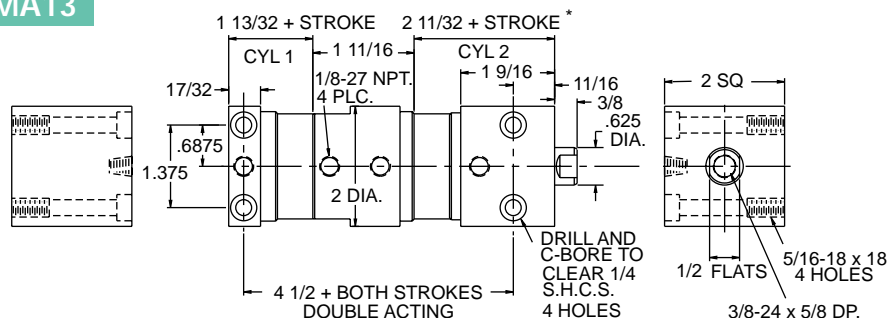 MA13
1 13/32 + STROKE
2 11/32 + STROKE *
CYL 1
1 11/16
CYL 2
1 9/16
11/16
2 SQ
17/32
1/8-27 NPT.
4 PLC.
3/8
.625
DIA.
.6875
1.375
2 DIA.
DRILL AND
C-BORE TO
CLEAR 1/4
S.H.C.S.
4 HOLES
4 1/2 + BOTH STROKES
DOUBLE ACTING
1/2 FLATS
5/16-18 x 18
4 HOLES
3/8-24 x 5/8 DP.